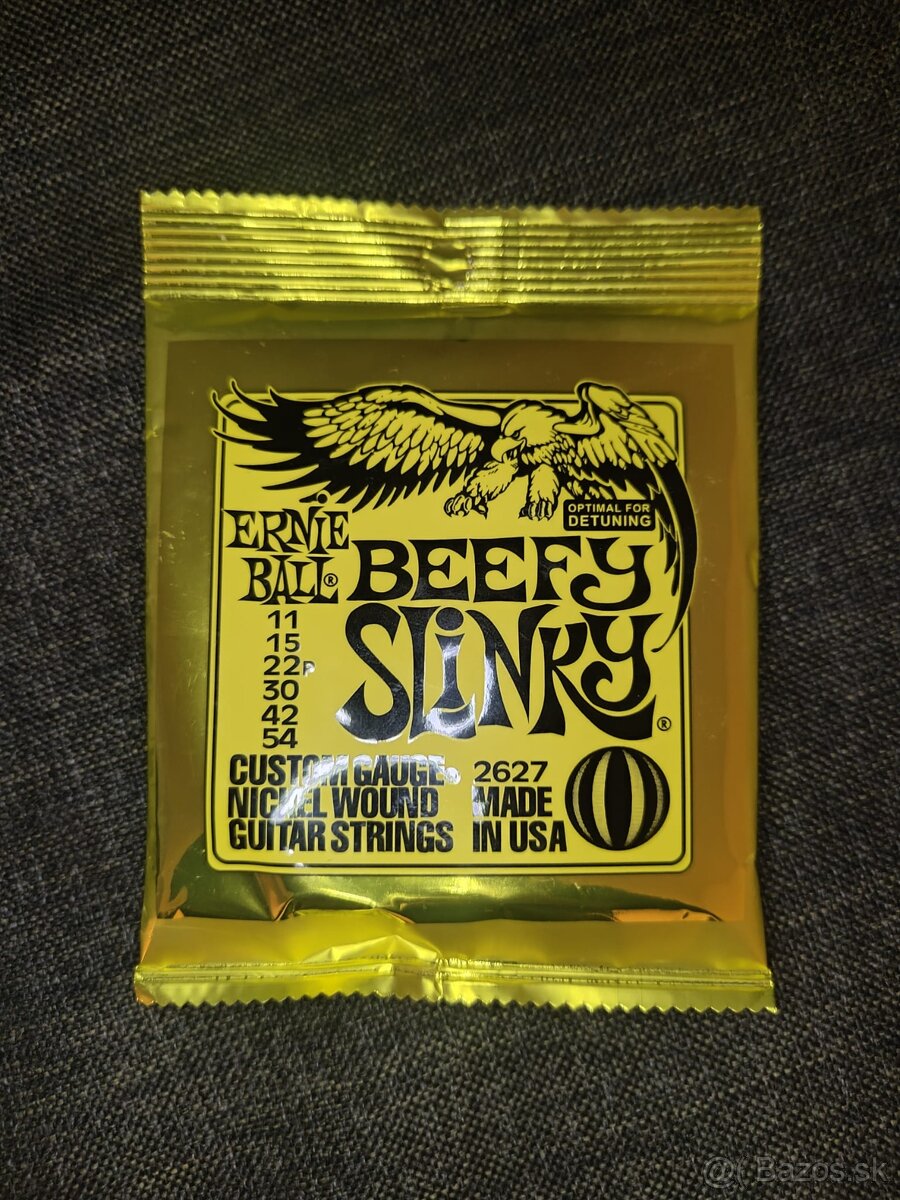 OPTIMAL FOR
DETUNING
ERNiE
BALL®
BEEFY
SLiNKY®
11
15
22P
30
42
54
CUSTOM GAUGE
NICKEL WOUND
GUITAR STRINGS
2627
MADE
IN USA
@t Bazos.sk